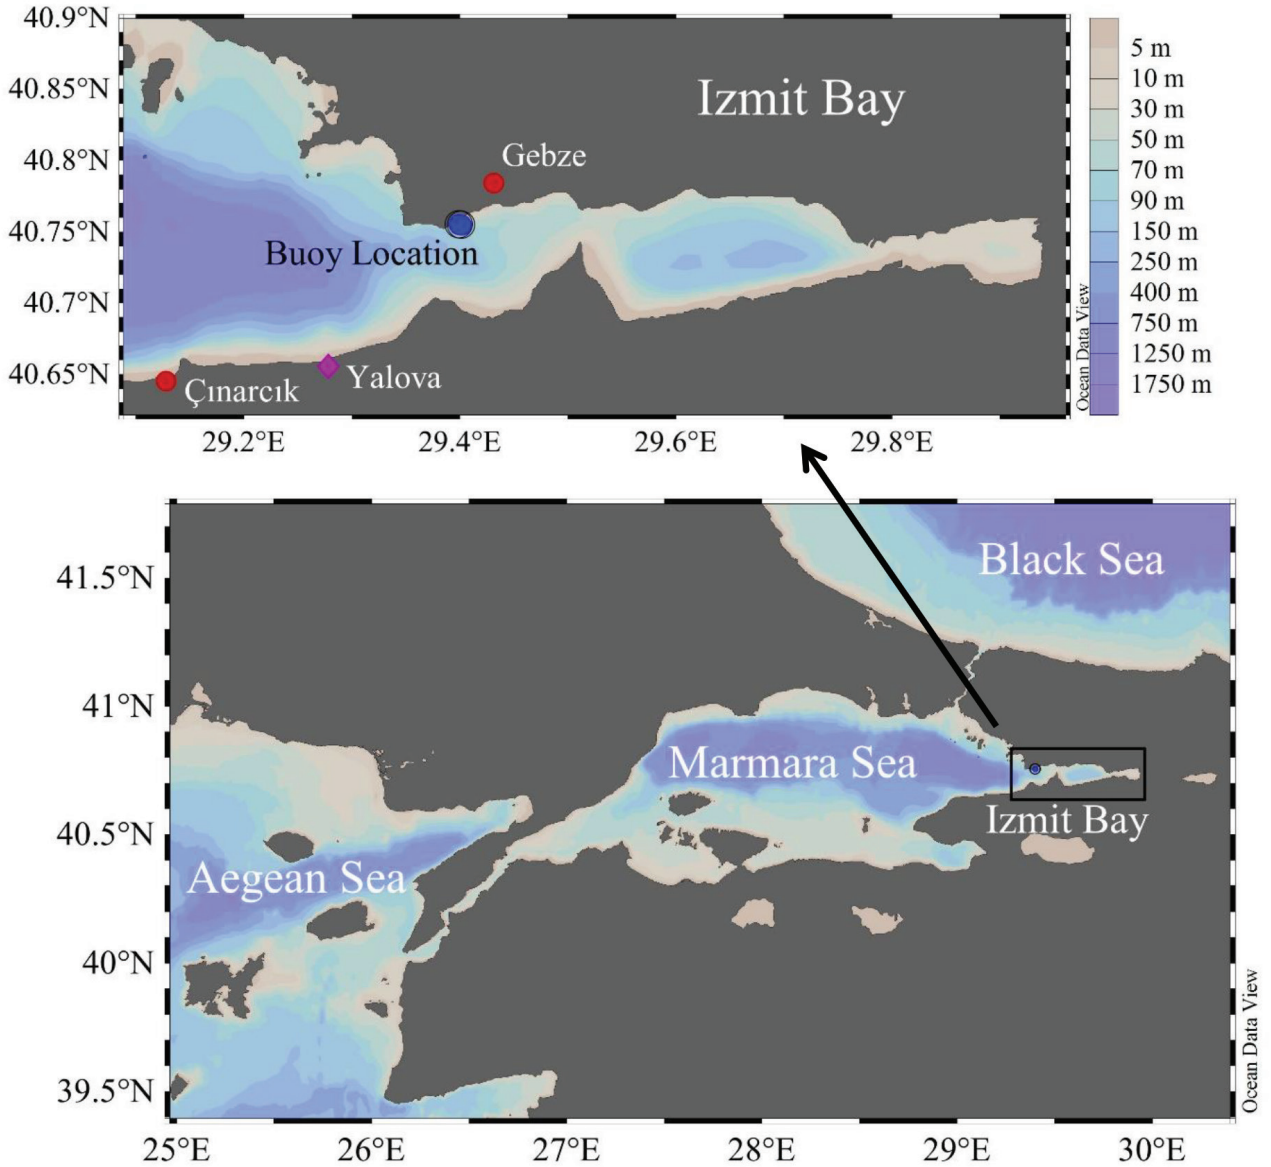 40.9°N
40.85°N
40.8°N
40.75°N
40.7°N
40.65°N
Izmit Bay
Gebze
Buoy Location
Çınarcık
Yalova
29.2°E
29.4°E
29.6°E
29.8°E
5 m
10 m
30 m
50 m
70 m
90 m
150 m
250 m
400 m
750 m
1250 m
1750 m
Ocean Data View
41.5°N
41°N
40.5°N
40°N
39.5°N
Black Sea
Marmara Sea
Izmit Bay
Aegean Sea
25°E
26°E
27°E
28°E
29°E
30°E
Ocean Data View